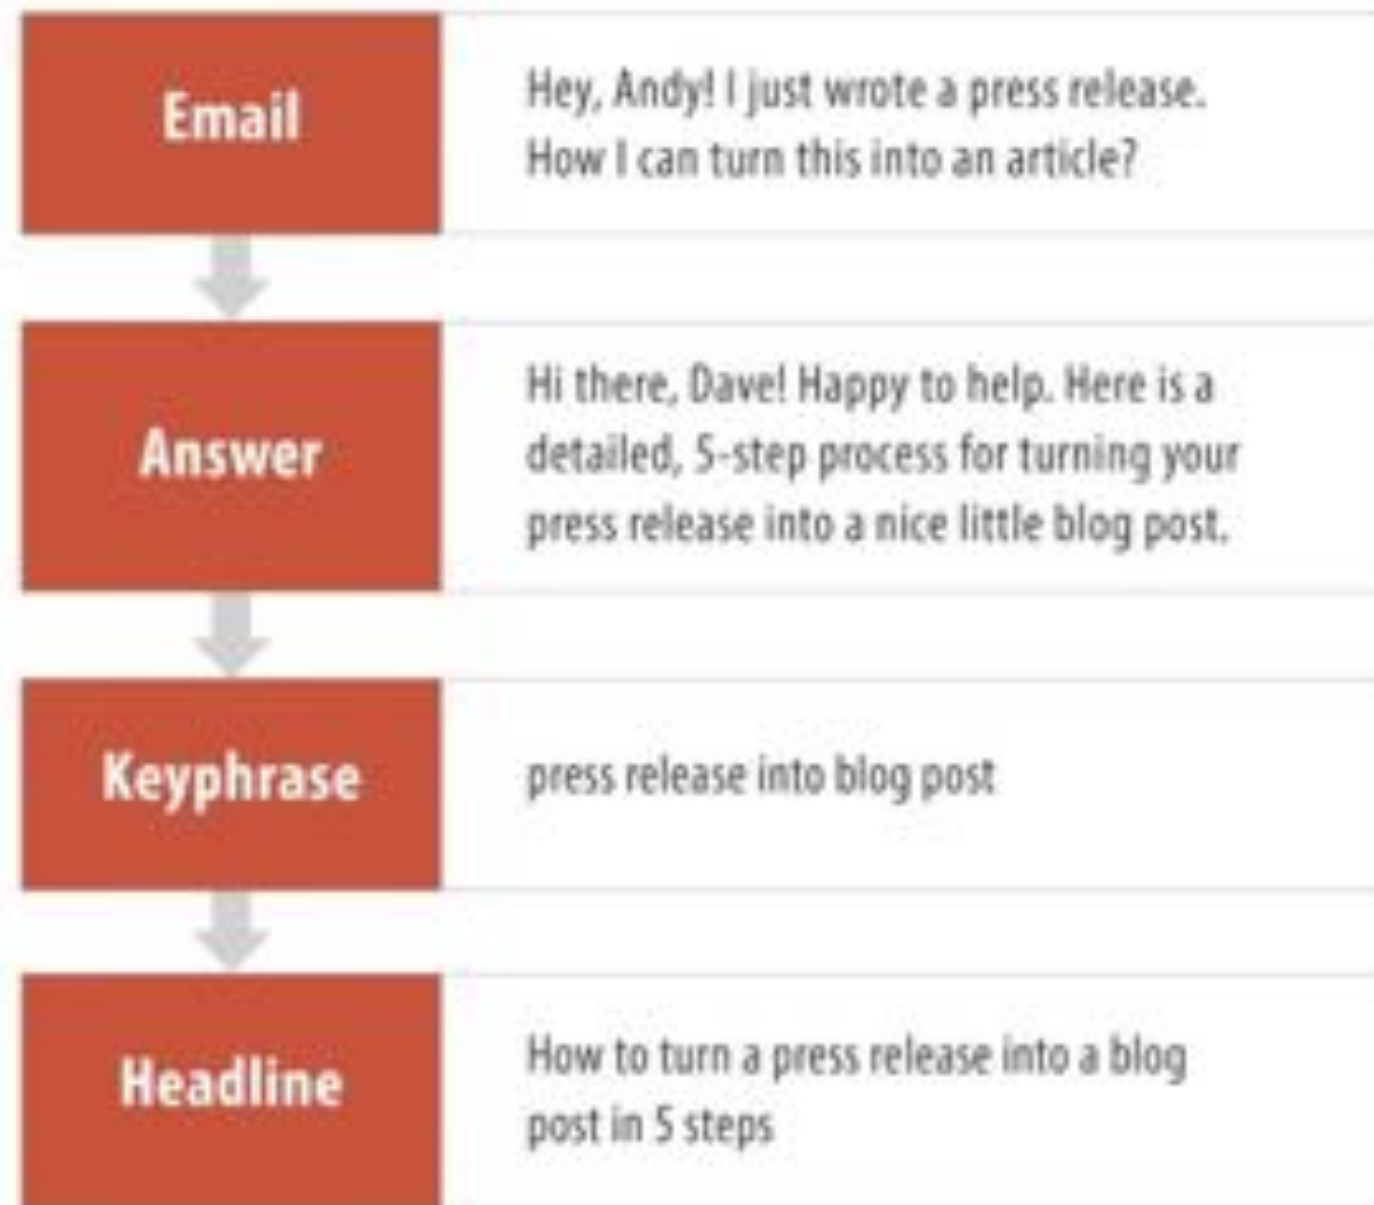 Email
Hey, Andy! I just wrote a press release.
How I can turn this into an article?
Answer
Hi there, Dave! Happy to help. Here is a
detailed, 5-step process for turning your
press release into a nice little blog post.
Keyphrase
press release into blog post
Headline
How to turn a press release into a blog
post in 5 steps